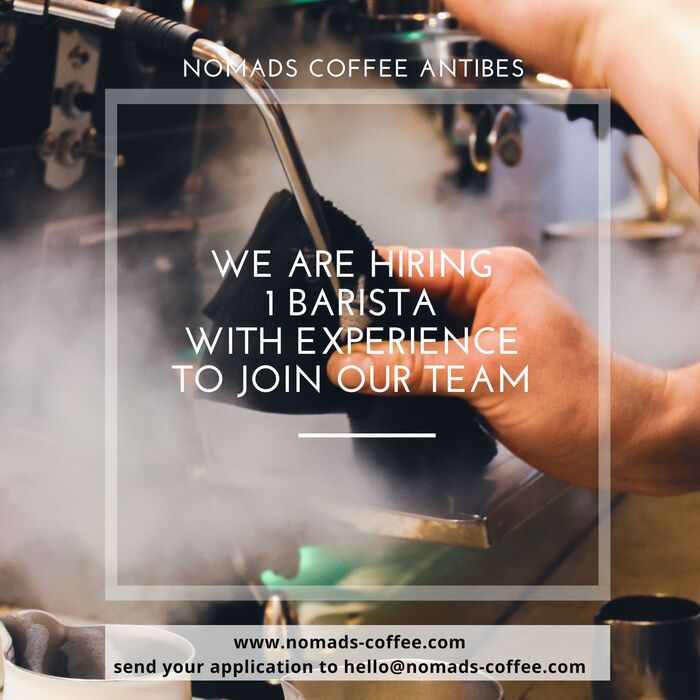 NOMADS COFFEE ANTIBES
WE ARE HIRING
1 BARISTA
WITH EXPERIENCE
TO JOIN OUR TEAM
www.nomads-coffee.com
send your application to hello@nomads-coffee.com